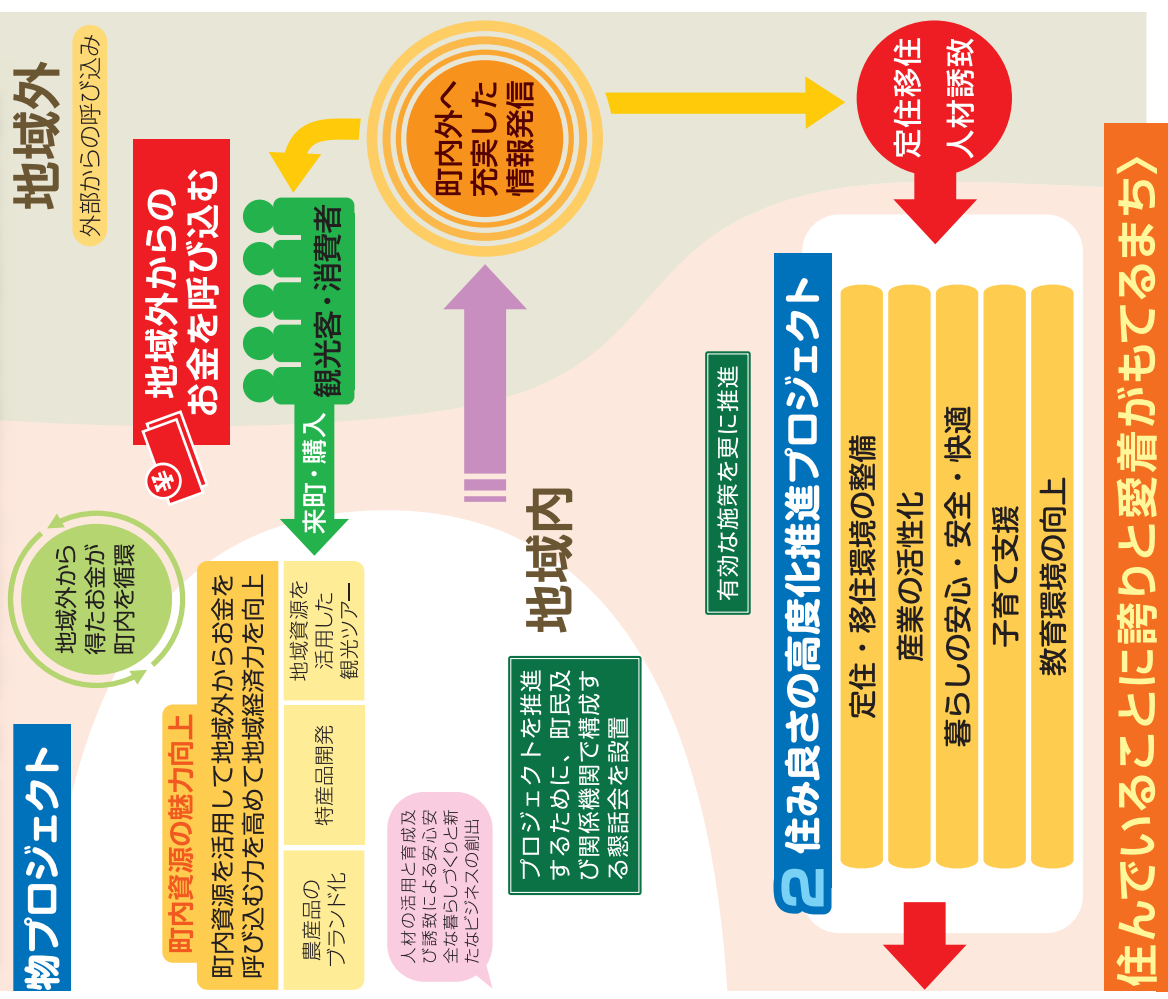 地域外
外部からの呼び込み
地域外からの
お金を呼び込む
観光客・消費者
来町・購入
町内外へ
充実した
情報発信
定住移住
人材誘致
地域外から
得たお金が
町内を循環
物プロジェクト
町内資源の魅力向上
町内資源を活用して地域外からお金を
呼び込む力を高めて地域経済力を向上
農産品の
ブランド化
特産品開発
地域資源を
活用した
観光ツアー
人材の活用と育成及
び誘致による安心安
全な暮らしづくりと新
たなビジネスの創出
地域内
プロジェクトを推進
するために、町民及
び関係機関で構成す
る懇話会を設置
有効な施策を更に推進
2 住み良さの高度化推進プロジェクト
定住・移住環境の整備
産業の活性化
暮らしの安心・安全・快適
子育て支援
教育環境の向上
住んでいることに誇りと愛着がもてるまち〉